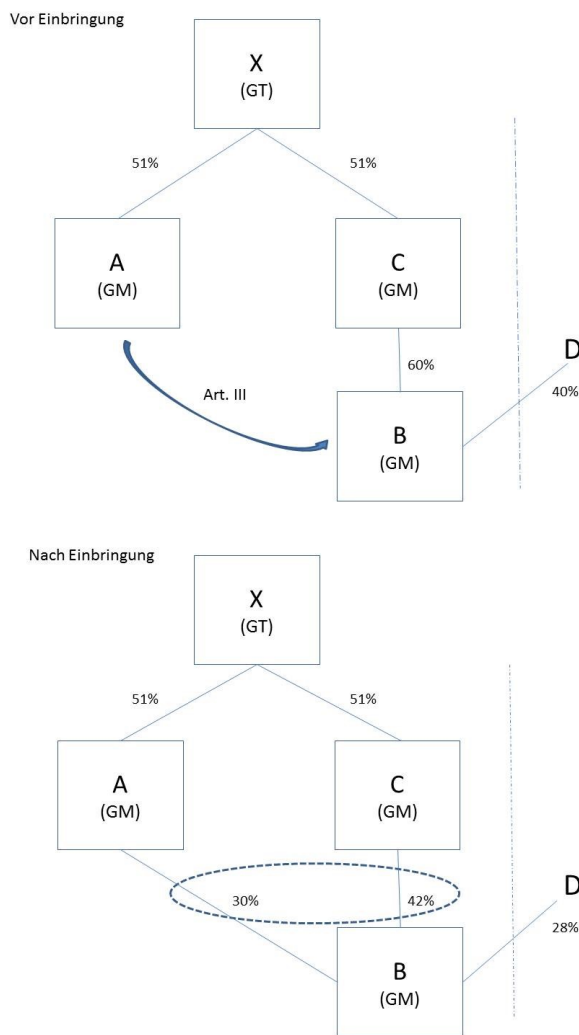 Vor Einbringung
X
(GT)
51%
51%
A
(GM)
C
(GM)
Art. III
60%
D
40%
B
(GM)
Nach Einbringung
X
(GT)
51%
51%
A
(GM)
C
(GM)
30%
42%
D
28%
B
(GM)